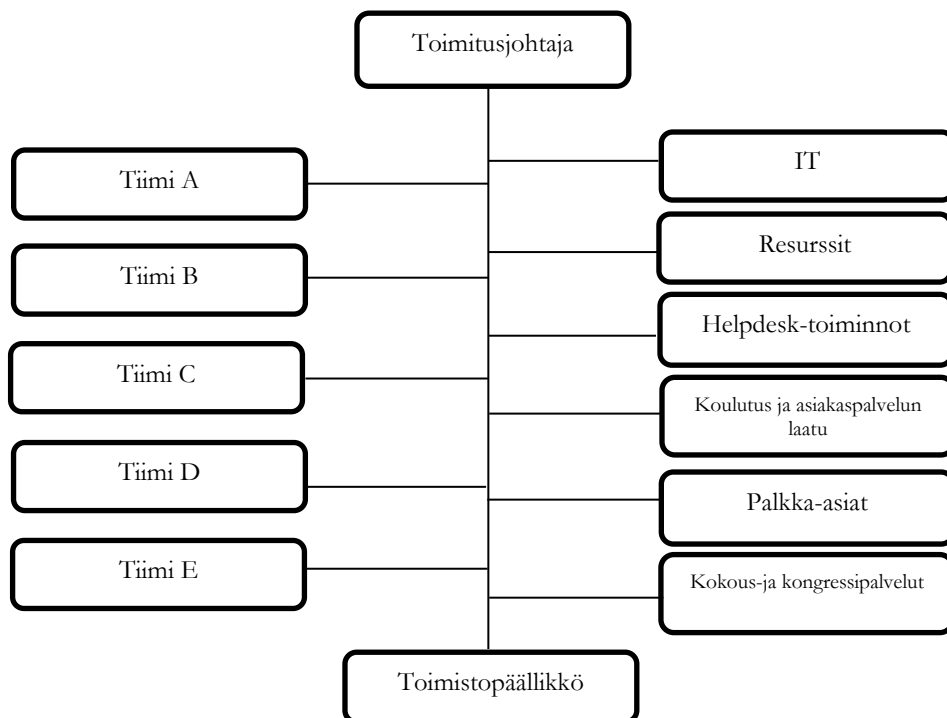 Toimitusjohtaja
Tiimi A
Tiimi B
Tiimi C
Tiimi D
Tiimi E
IT
Resurssit
Helpdesk-toiminnot
Koulutus ja asiakaspalvelun
laatu
Palkka-asiat
Kokous-ja kongressipalvelut
Toimistopäällikkö